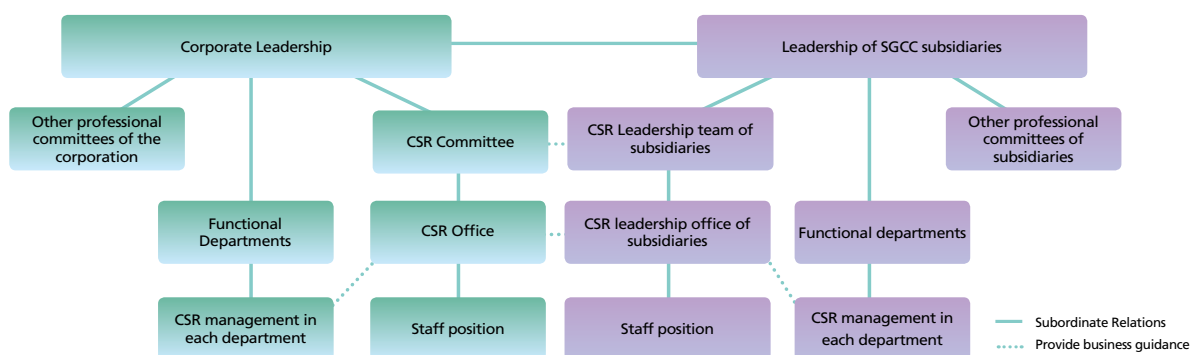 Corporate Leadership
Leadership of SGCC subsidiaries
Other professional
committees of the
corporation
CSR Committee
CSR Leadership team of
subsidiaries
Other professional
committees of
subsidiaries
Functional
Departments
CSR Office
CSR leadership office of
subsidiaries
Functional departments
CSR management in
each department
Staff position
Staff position
CSR management in
each department
Subordinate Relations
Provide business guidance